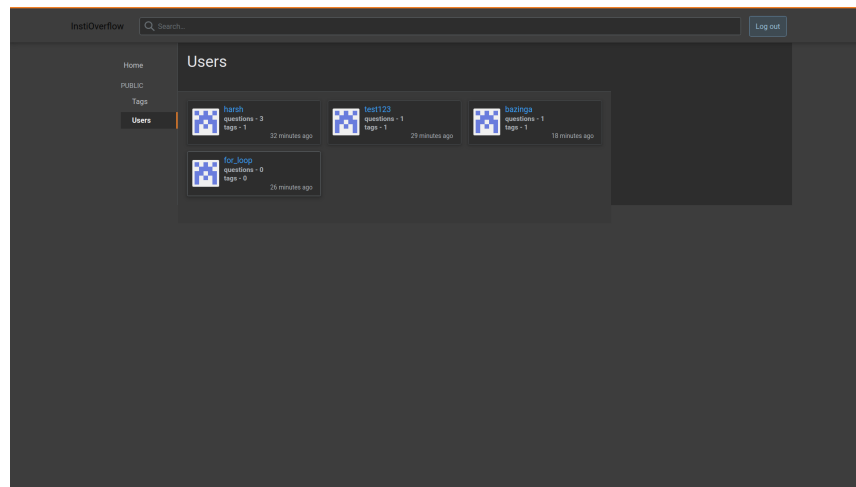 InstiOverflow
Search...
Log out
Home
PUBLIC
Tags
Users
Users
harsh
questions - 3
tags - 1
32 minutes ago
test123
questions - 1
tags - 1
29 minutes ago
bazinga
questions - 1
tags - 1
18 minutes ago
for_loop
questions - 0
tags - 0
26 minutes ago